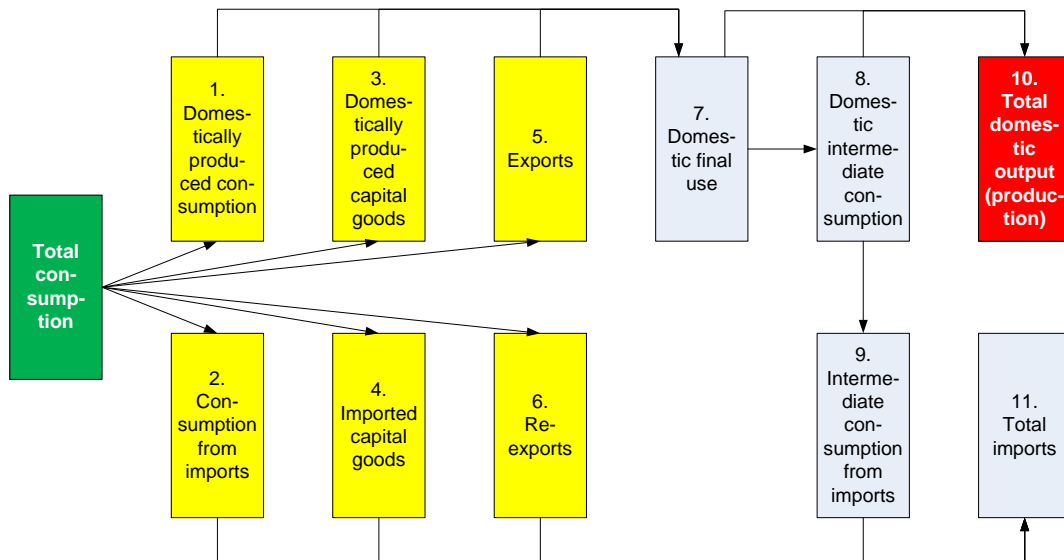 Total
con-
sump-
tion
1.
Domes-
tically
produ-
ced con-
sumption
2.
Con-
sumption
from
imports
3.
Domes-
tically
produ-
ced
capital
goods
4.
Imported
capital
goods
5.
Exports
6.
Re-
exports
7.
Domes-
tic final
use
8.
Domes-
tic
interme-
diate con-
sumption
9.
Interme-
diate
con-
sumption
from
imports
10.
Total
domes-
tic
output
(produc-
tion)
11.
Total
imports